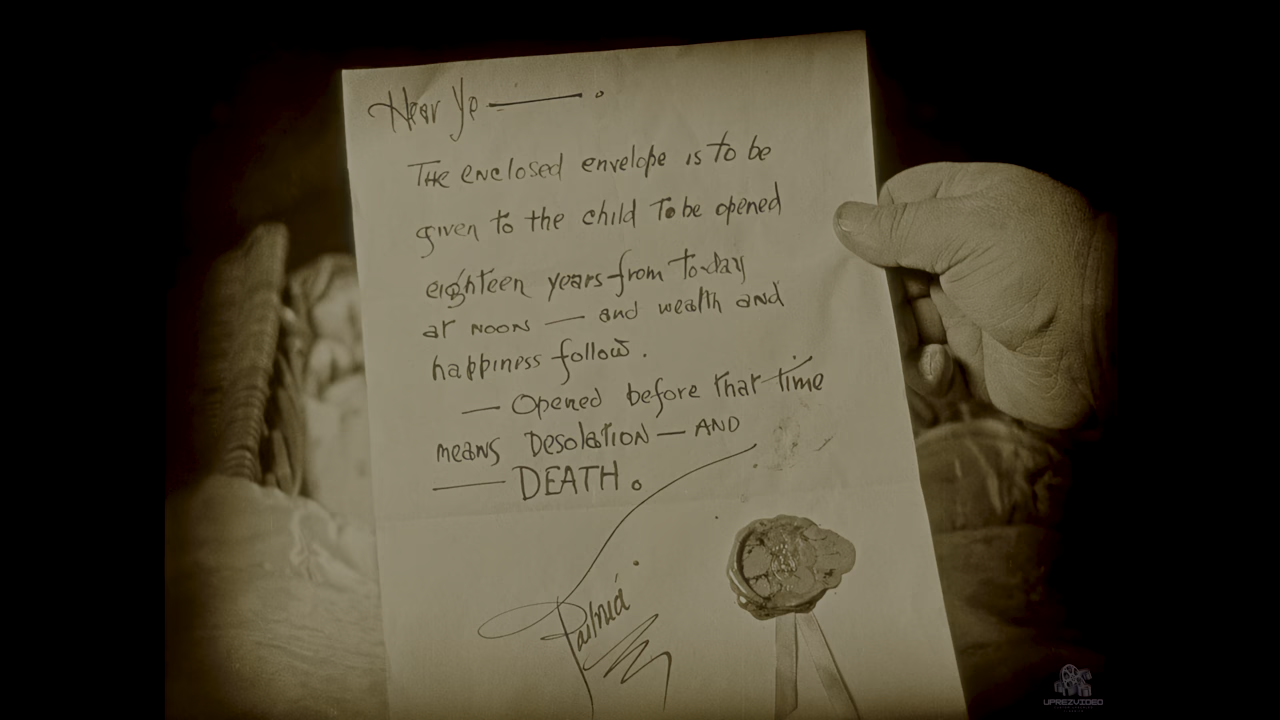 Hear Ye —— .
The enclosed envelope is to be
given to the child To be opened
eighteen years from to-day
at NOON — and wealth and
happiness follow.
— Opened before that time
means Desolation — AND
— DEATH.
UPREZVIDEO